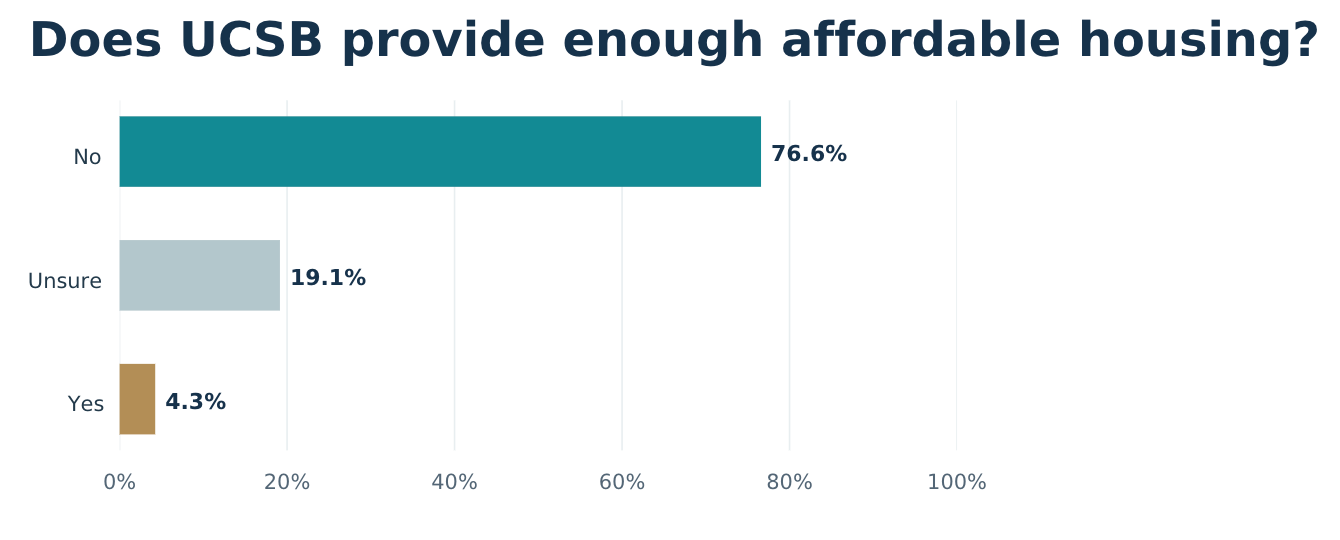 Does UCSB provide enough affordable housing?
No 76.6%
Unsure 19.1%
Yes 4.3%
0% 20% 40% 60% 80% 100%